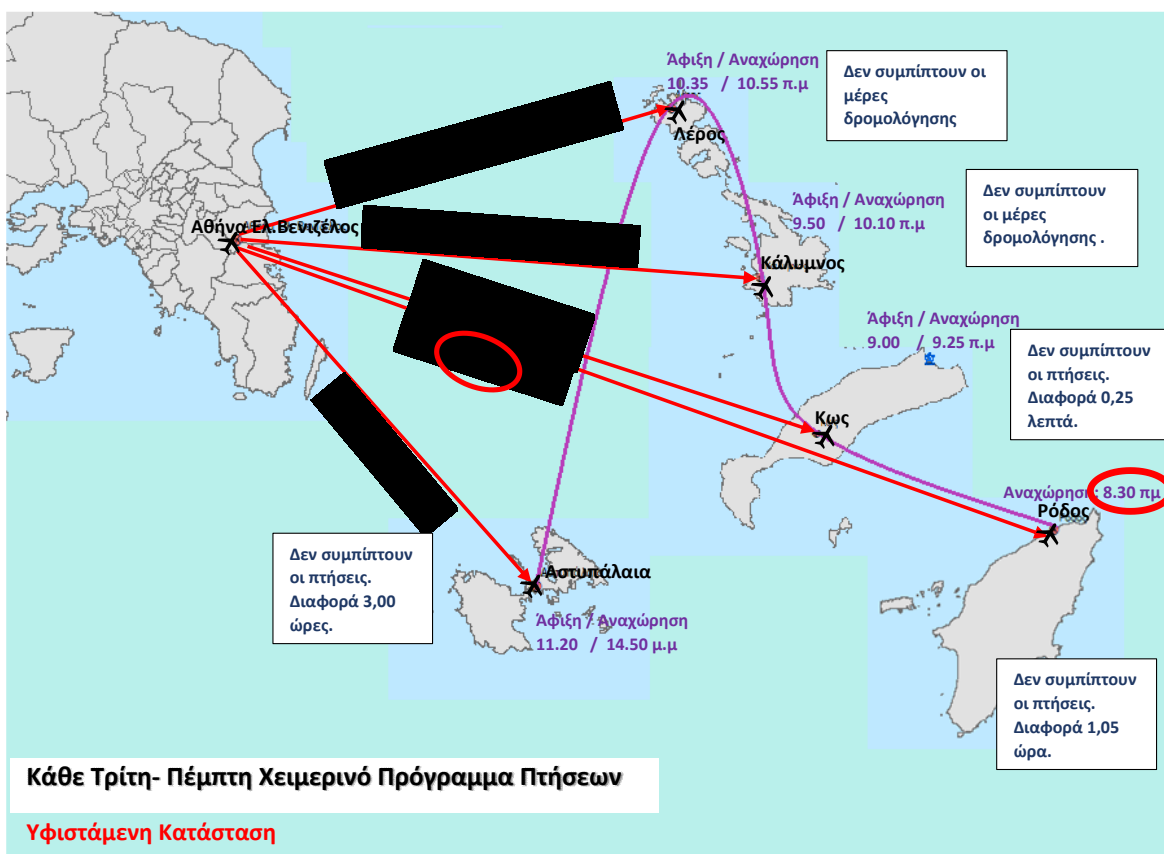 Άφιξη / Αναχώρηση
10.35 / 10.55 π.μ
Δεν συμπίπτουν οι
μέρες
δρομολόγησης
Λέρος
Δεν συμπίπτουν
οι μέρες
δρομολόγησης .
Άφιξη / Αναχώρηση
9.50 / 10.10 π.μ
Αθήνα Ελ.Βενιζέλος
Κάλυμνος
Άφιξη / Αναχώρηση
9.00 / 9.25 π.μ
Δεν συμπίπτουν
οι πτήσεις.
Διαφορά 0,25
λεπτά.
Κως
Αναχώρηση: 8.30 πμ
Ρόδος
Δεν συμπίπτουν
οι πτήσεις.
Διαφορά 3,00
ώρες.
Αστυπάλαια
Άφιξη / Αναχώρηση
11.20 / 14.50 μ.μ
Δεν συμπίπτουν
οι πτήσεις.
Διαφορά 1,05
ώρα.
Κάθε Τρίτη- Πέμπτη Χειμερινό Πρόγραμμα Πτήσεων
Υφιστάμενη Κατάσταση